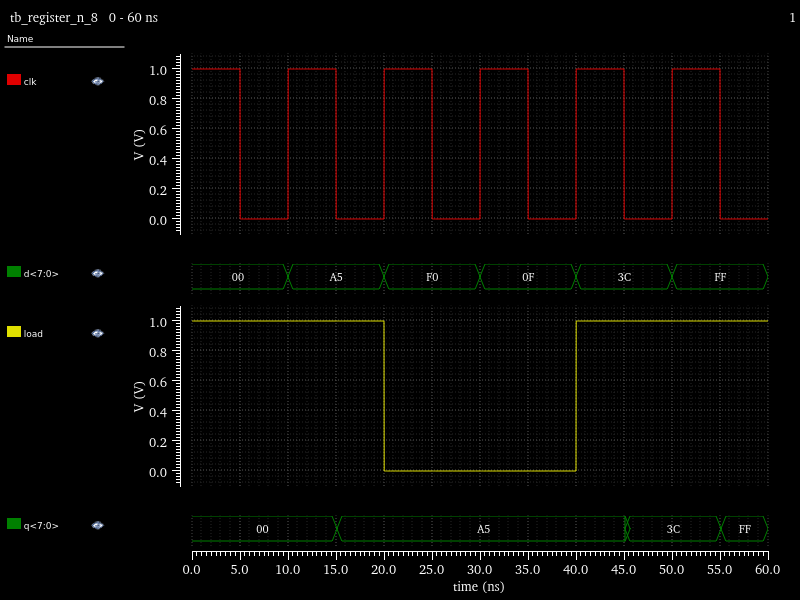 tb_register_n_8 0 - 60 ns 1
Name
clk
V (V)
1.0
0.8
0.6
0.4
0.2
0.0
d<7:0>
00 A5 F0 0F 3C FF
load
V (V)
1.0
0.8
0.6
0.4
0.2
0.0
q<7:0>
00 A5 3C FF
0.0 5.0 10.0 15.0 20.0 25.0 30.0 35.0 40.0 45.0 50.0 55.0 60.0
time (ns)